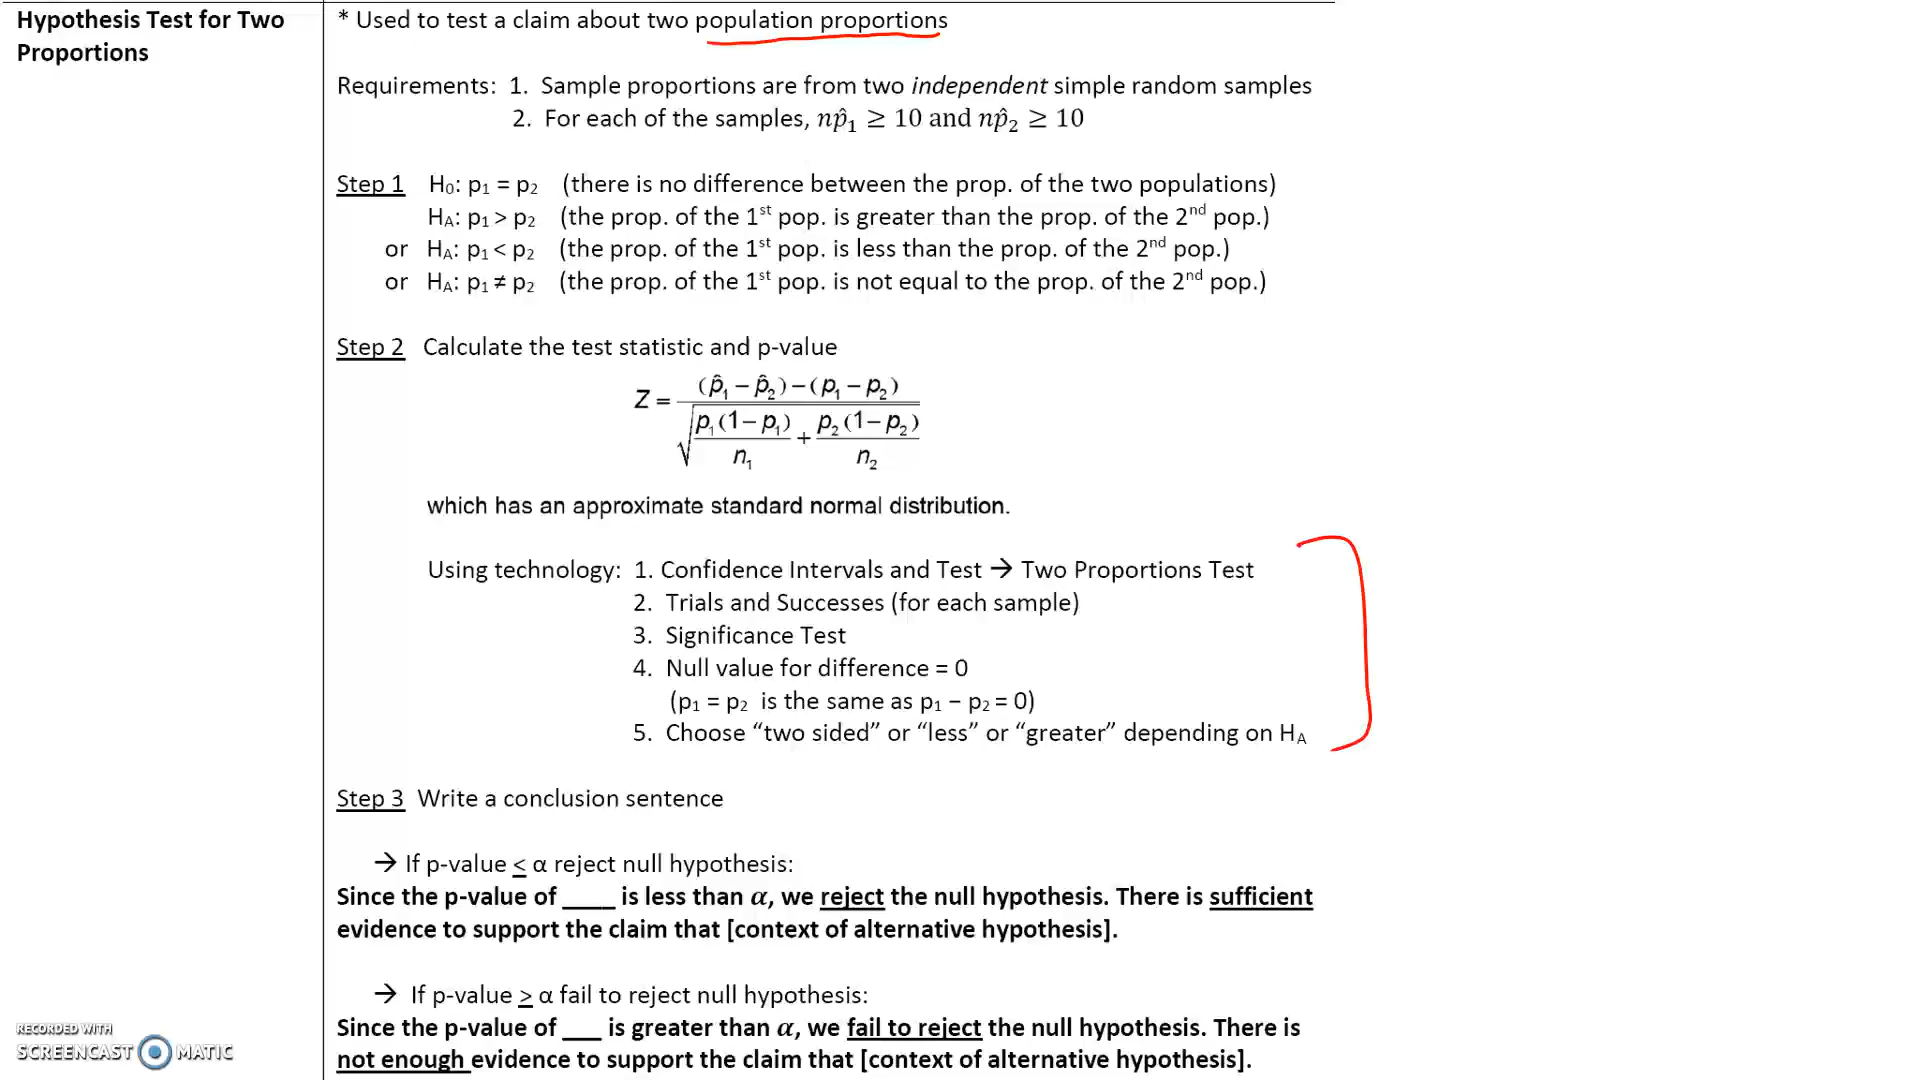 Hypothesis Test for Two
Proportions
* Used to test a claim about two population proportions
Requirements: 1. Sample proportions are from two independent simple random samples
2. For each of the samples, np̂₁ ≥ 10 and np̂₂ ≥ 10
Step 1 H₀: p₁ = p₂ (there is no difference between the prop. of the two populations)
Hᴀ: p₁ > p₂ (the prop. of the 1ˢᵗ pop. is greater than the prop. of the 2ⁿᵈ pop.)
or Hᴀ: p₁ < p₂ (the prop. of the 1ˢᵗ pop. is less than the prop. of the 2ⁿᵈ pop.)
or Hᴀ: p₁ ≠ p₂ (the prop. of the 1ˢᵗ pop. is not equal to the prop. of the 2ⁿᵈ pop.)
Step 2 Calculate the test statistic and p-value
Z = ((p̂₁ − p̂₂) − (p₁ − p₂)) / √(p₁(1 − p₁)/n₁ + p₂(1 − p₂)/n₂)
which has an approximate standard normal distribution.
Using technology: 1. Confidence Intervals and Test → Two Proportions Test
2. Trials and Successes (for each sample)
3. Significance Test
4. Null value for difference = 0
(p₁ = p₂ is the same as p₁ − p₂ = 0)
5. Choose “two sided” or “less” or “greater” depending on Hᴀ
Step 3 Write a conclusion sentence
→ If p-value ≤ α reject null hypothesis:
Since the p-value of ____ is less than α, we reject the null hypothesis. There is sufficient
evidence to support the claim that [context of alternative hypothesis].
→ If p-value ≥ α fail to reject null hypothesis:
Since the p-value of ___ is greater than α, we fail to reject the null hypothesis. There is
not enough evidence to support the claim that [context of alternative hypothesis].
RECORDED WITH
SCREENCAST MATIC